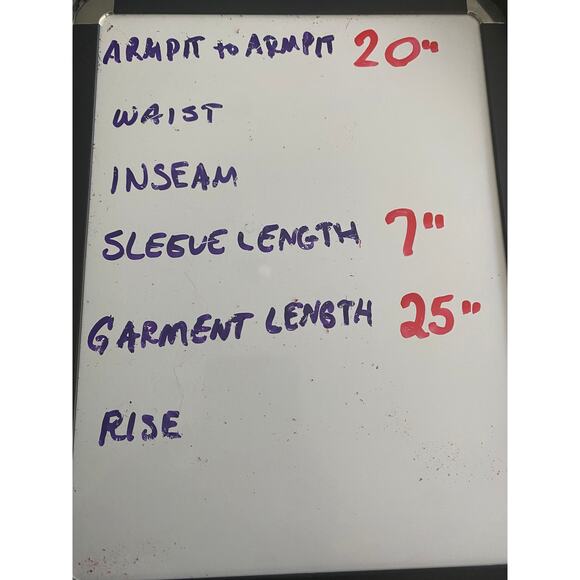 ARMPIT to ARMPIT 20"
WAIST
INSEAM
SLEEVE LENGTH 7"
GARMENT LENGTH 25"
RISE